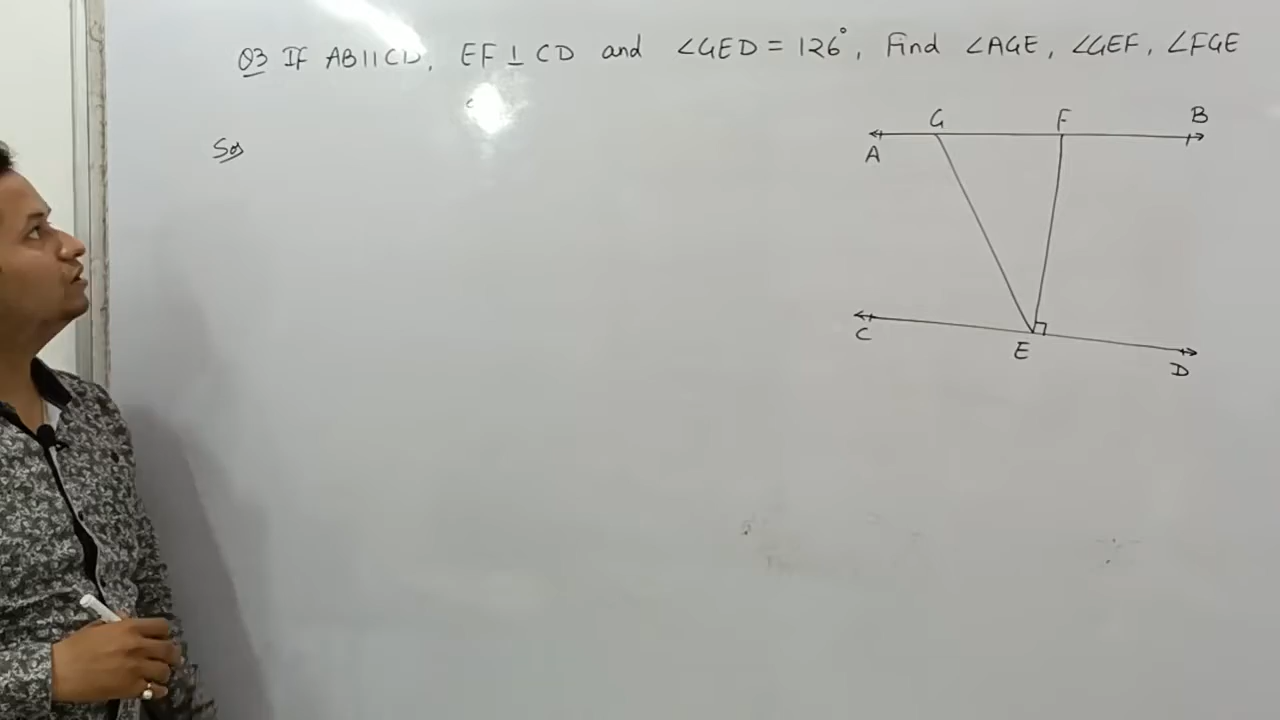 Q3 IF AB||CD, EF ⊥ CD and ∠GED = 126°, Find ∠AGE, ∠GEF, ∠FGE
Sol
G F B
A
C
E
D